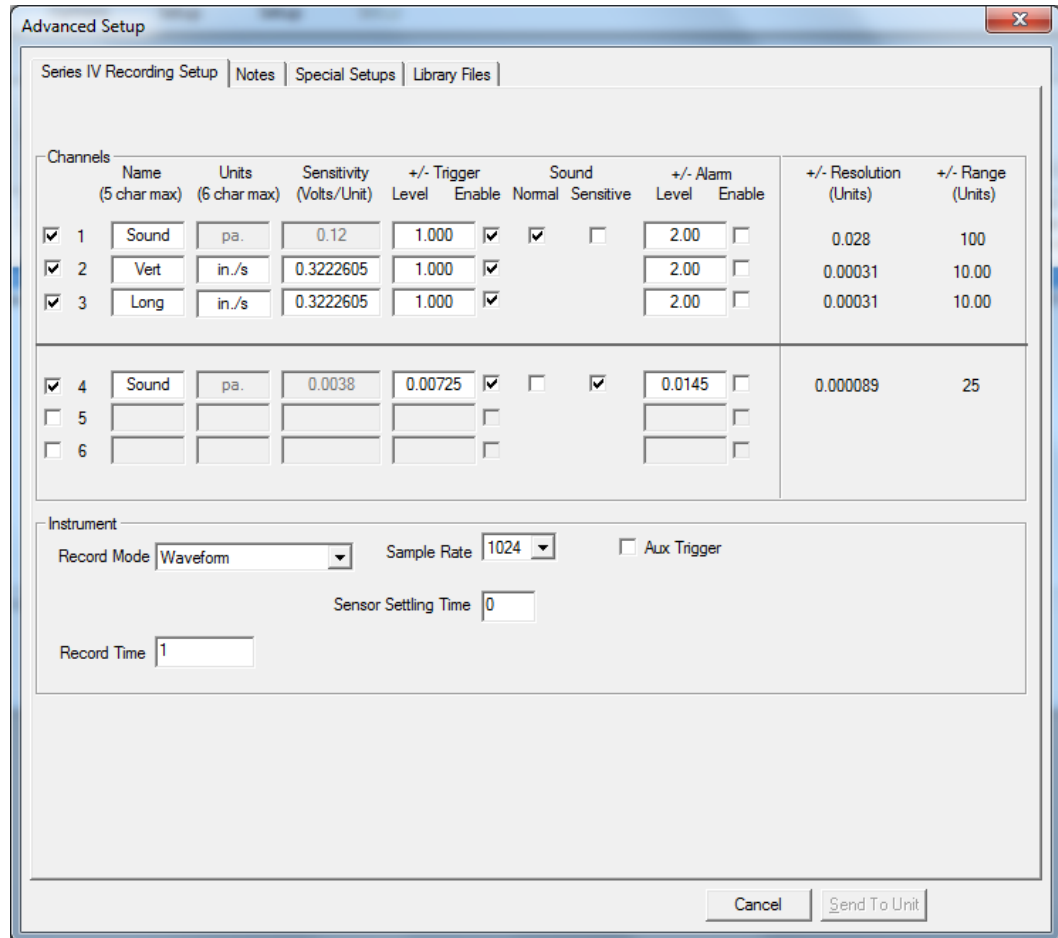 Advanced Setup
Series IV Recording Setup Notes Special Setups Library Files
Channels
Name Units Sensitivity +/- Trigger Sound +/- Alarm +/- Resolution +/- Range
(5 char max) (6 char max) (Volts/Unit) Level Enable Normal Sensitive Level Enable (Units) (Units)
1 Sound pa. 0.12 1.000 2.00 0.028 100
2 Vert in./s 0.3222605 1.000 2.00 0.00031 10.00
3 Long in./s 0.3222605 1.000 2.00 0.00031 10.00
4 Sound pa. 0.0038 0.00725 0.0145 0.000089 25
5
6
Instrument
Record Mode Waveform Sample Rate 1024 Aux Trigger
Sensor Settling Time 0
Record Time 1
Cancel Send To Unit